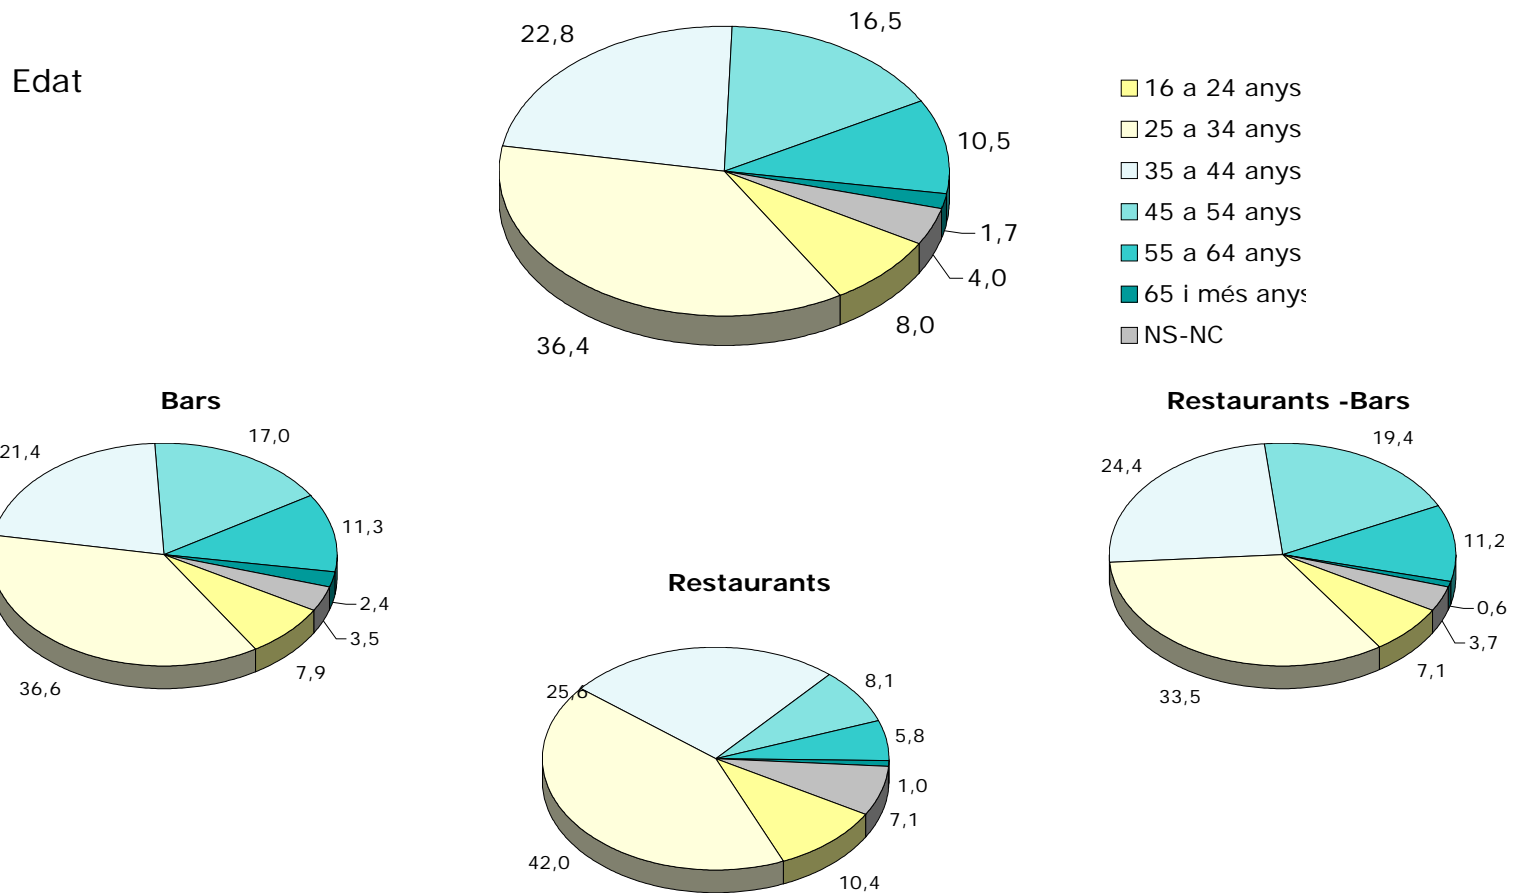 Edat
22,8
16,5
10,5
1,7
4,0
8,0
36,4
16 a 24 anys
25 a 34 anys
35 a 44 anys
45 a 54 anys
55 a 64 anys
65 i més anys
NS-NC
Bars
21,4
17,0
11,3
2,4
3,5
7,9
36,6
Restaurants
25,6
8,1
5,8
1,0
7,1
10,4
42,0
Restaurants -Bars
24,4
19,4
11,2
0,6
3,7
7,1
33,5